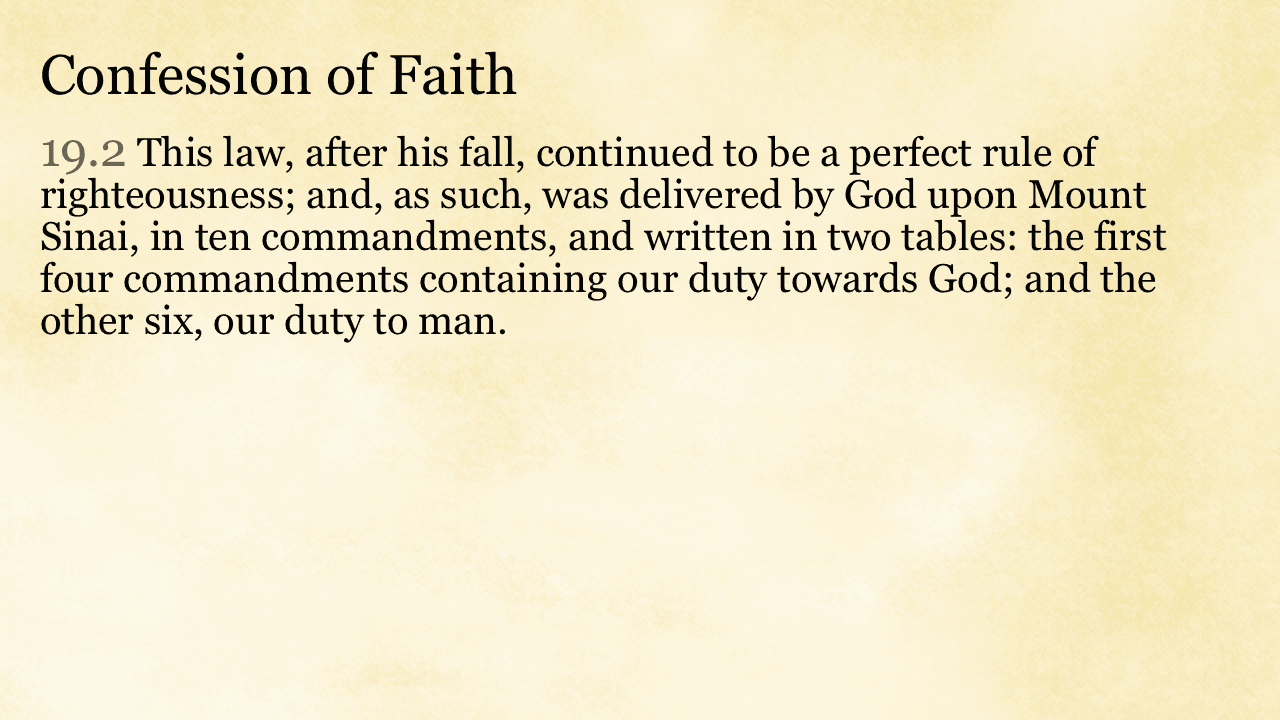 Confession of Faith
19.2 This law, after his fall, continued to be a perfect rule of
righteousness; and, as such, was delivered by God upon Mount
Sinai, in ten commandments, and written in two tables: the first
four commandments containing our duty towards God; and the
other six, our duty to man.